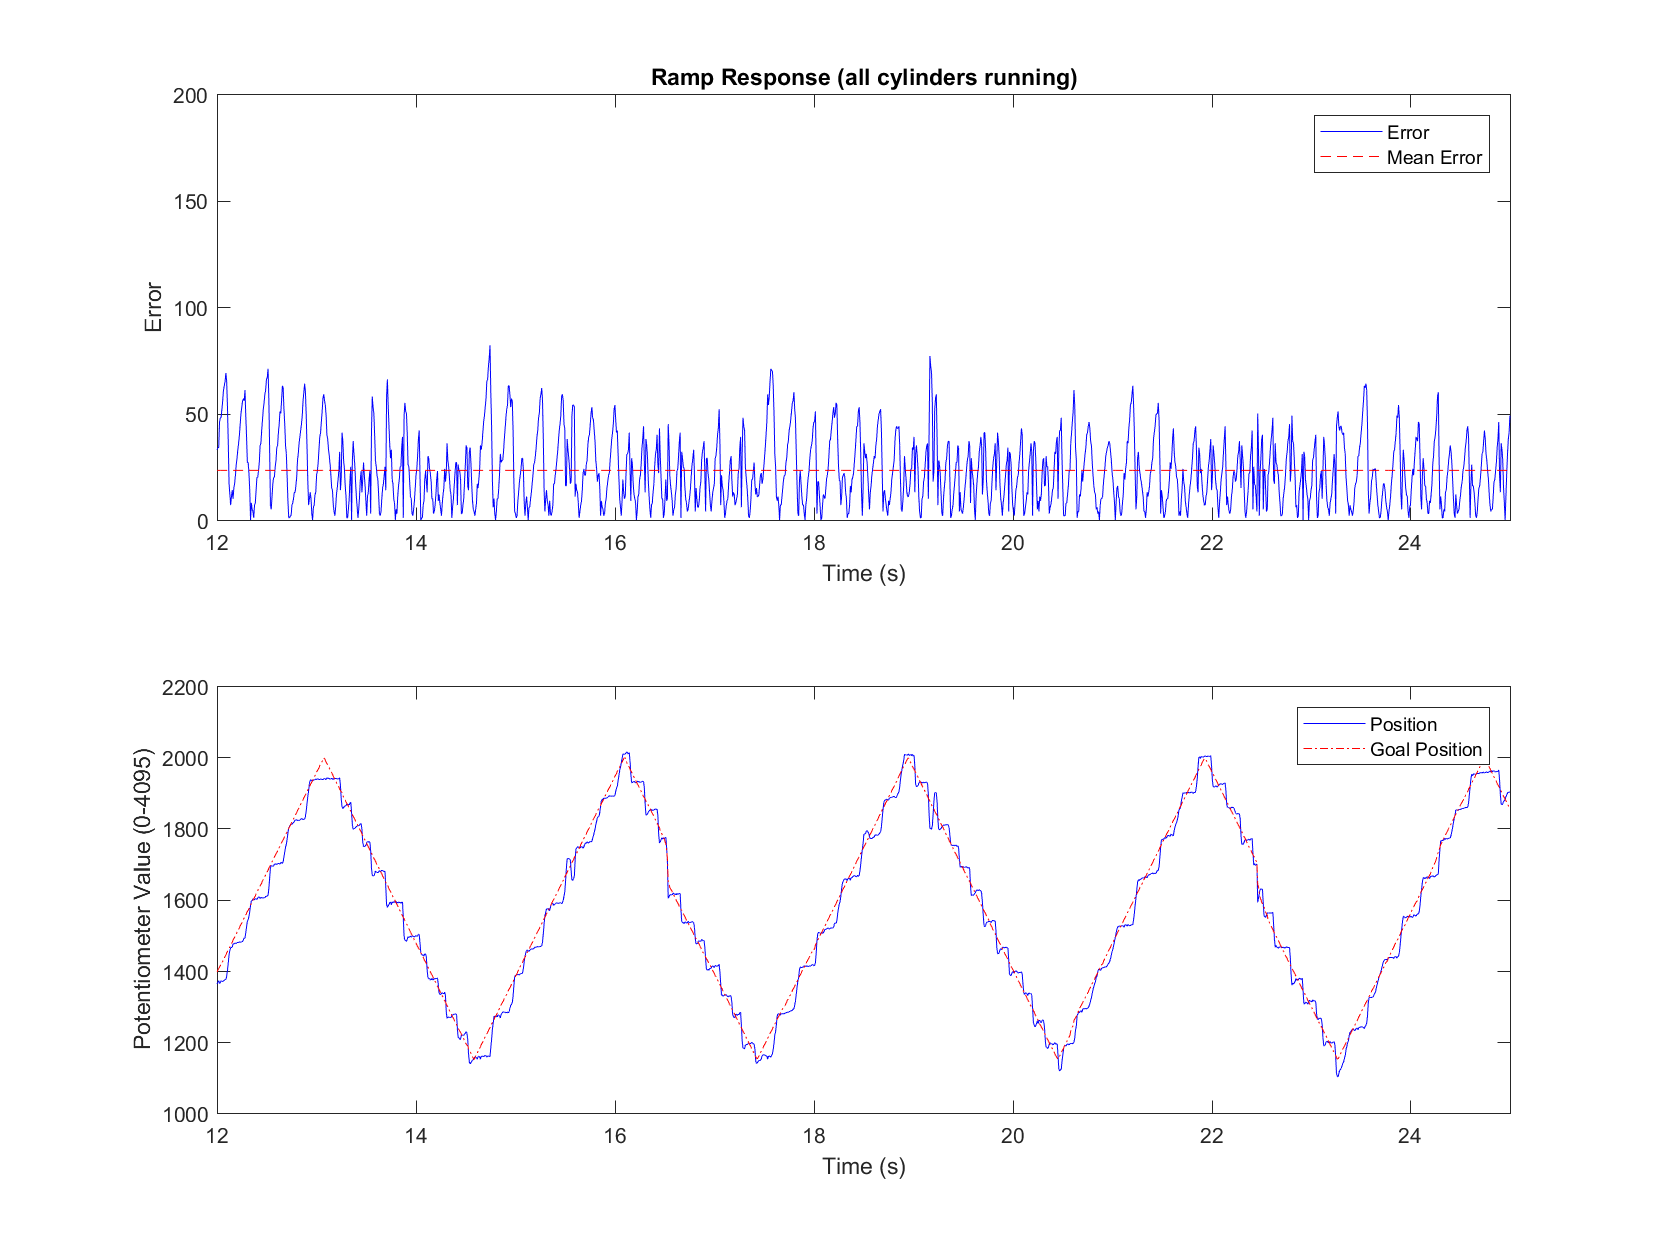 Ramp Response (all cylinders running)
200
150
100
50
0
Error
Error
Mean Error
12
14
16
18
20
22
24
Time (s)
2200
2000
1800
1600
1400
1200
1000
Potentiometer Value (0-4095)
Position
Goal Position
12
14
16
18
20
22
24
Time (s)